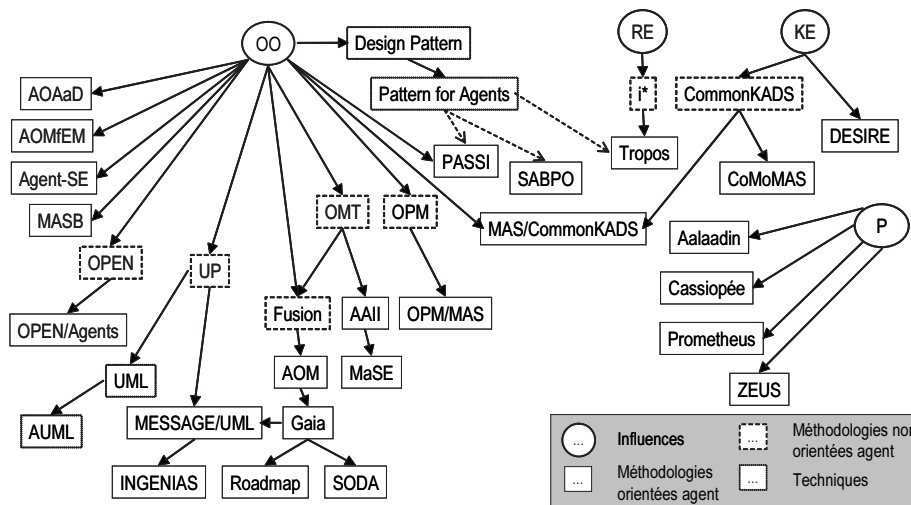 OO
Design Pattern
RE
KE
AOAaD
Pattern for Agents
i*
CommonKADS
AOMfEM
PASSI
Tropos
DESIRE
Agent-SE
SABPO
CoMoMAS
MASB
OMT
OPM
MAS/CommonKADS
P
Aalaadin
OPEN
UP
Cassiopée
OPEN/Agents
Fusion
AAII
OPM/MAS
Prometheus
UML
AOM
MaSE
ZEUS
AUML
MESSAGE/UML
Gaia
INGENIAS
Roadmap
SODA
...
Influences
...
Méthodologies non
orientées agent
...
Méthodologies
orientées agent
...
Techniques